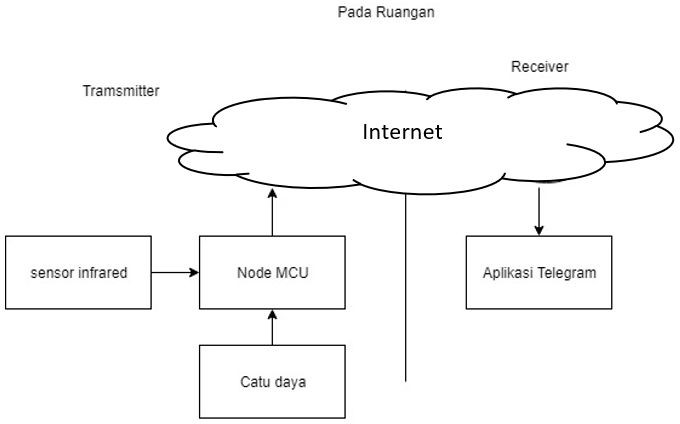 Pada Ruangan
Receiver
Tramsmitter
Internet
sensor infrared
Node MCU
Aplikasi Telegram
Catu daya